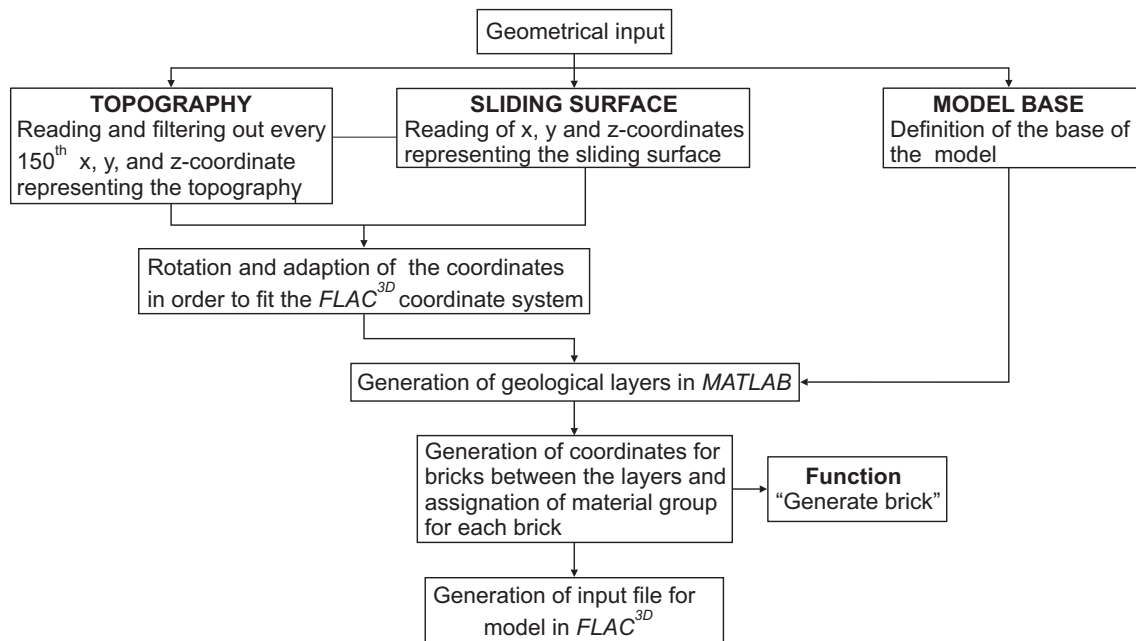 Geometrical input
TOPOGRAPHY
Reading and filtering out every
150th x, y, and z-coordinate
representing the topography
SLIDING SURFACE
Reading of x, y and z-coordinates
representing the sliding surface
MODEL BASE
Definition of the base of
the model
Rotation and adaption of the coordinates
in order to fit the FLAC3D coordinate system
Generation of geological layers in MATLAB
Generation of coordinates for
bricks between the layers and
assignation of material group
for each brick
Function
“Generate brick”
Generation of input file for
model in FLAC3D